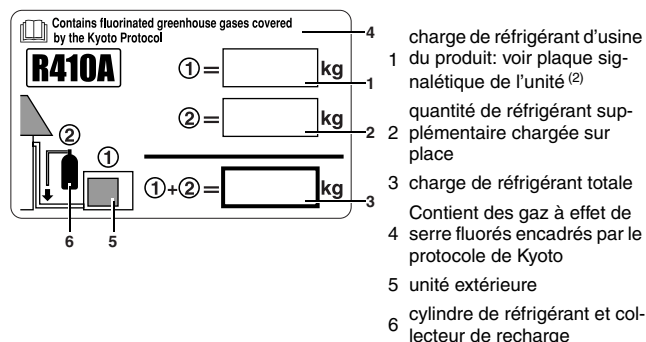 Contains fluorinated greenhouse gases covered
by the Kyoto Protocol
4
R410A
① = kg
1
② = kg
2
②
①
① + ② = kg
3
6
5
1 charge de réfrigérant d'usine
du produit: voir plaque sig-
nalétique de l'unité (2)
2 quantité de réfrigérant sup-
plémentaire chargée sur
place
3 charge de réfrigérant totale
4 Contient des gaz à effet de
serre fluorés encadrés par le
protocole de Kyoto
5 unité extérieure
6 cylindre de réfrigérant et col-
lecteur de recharge